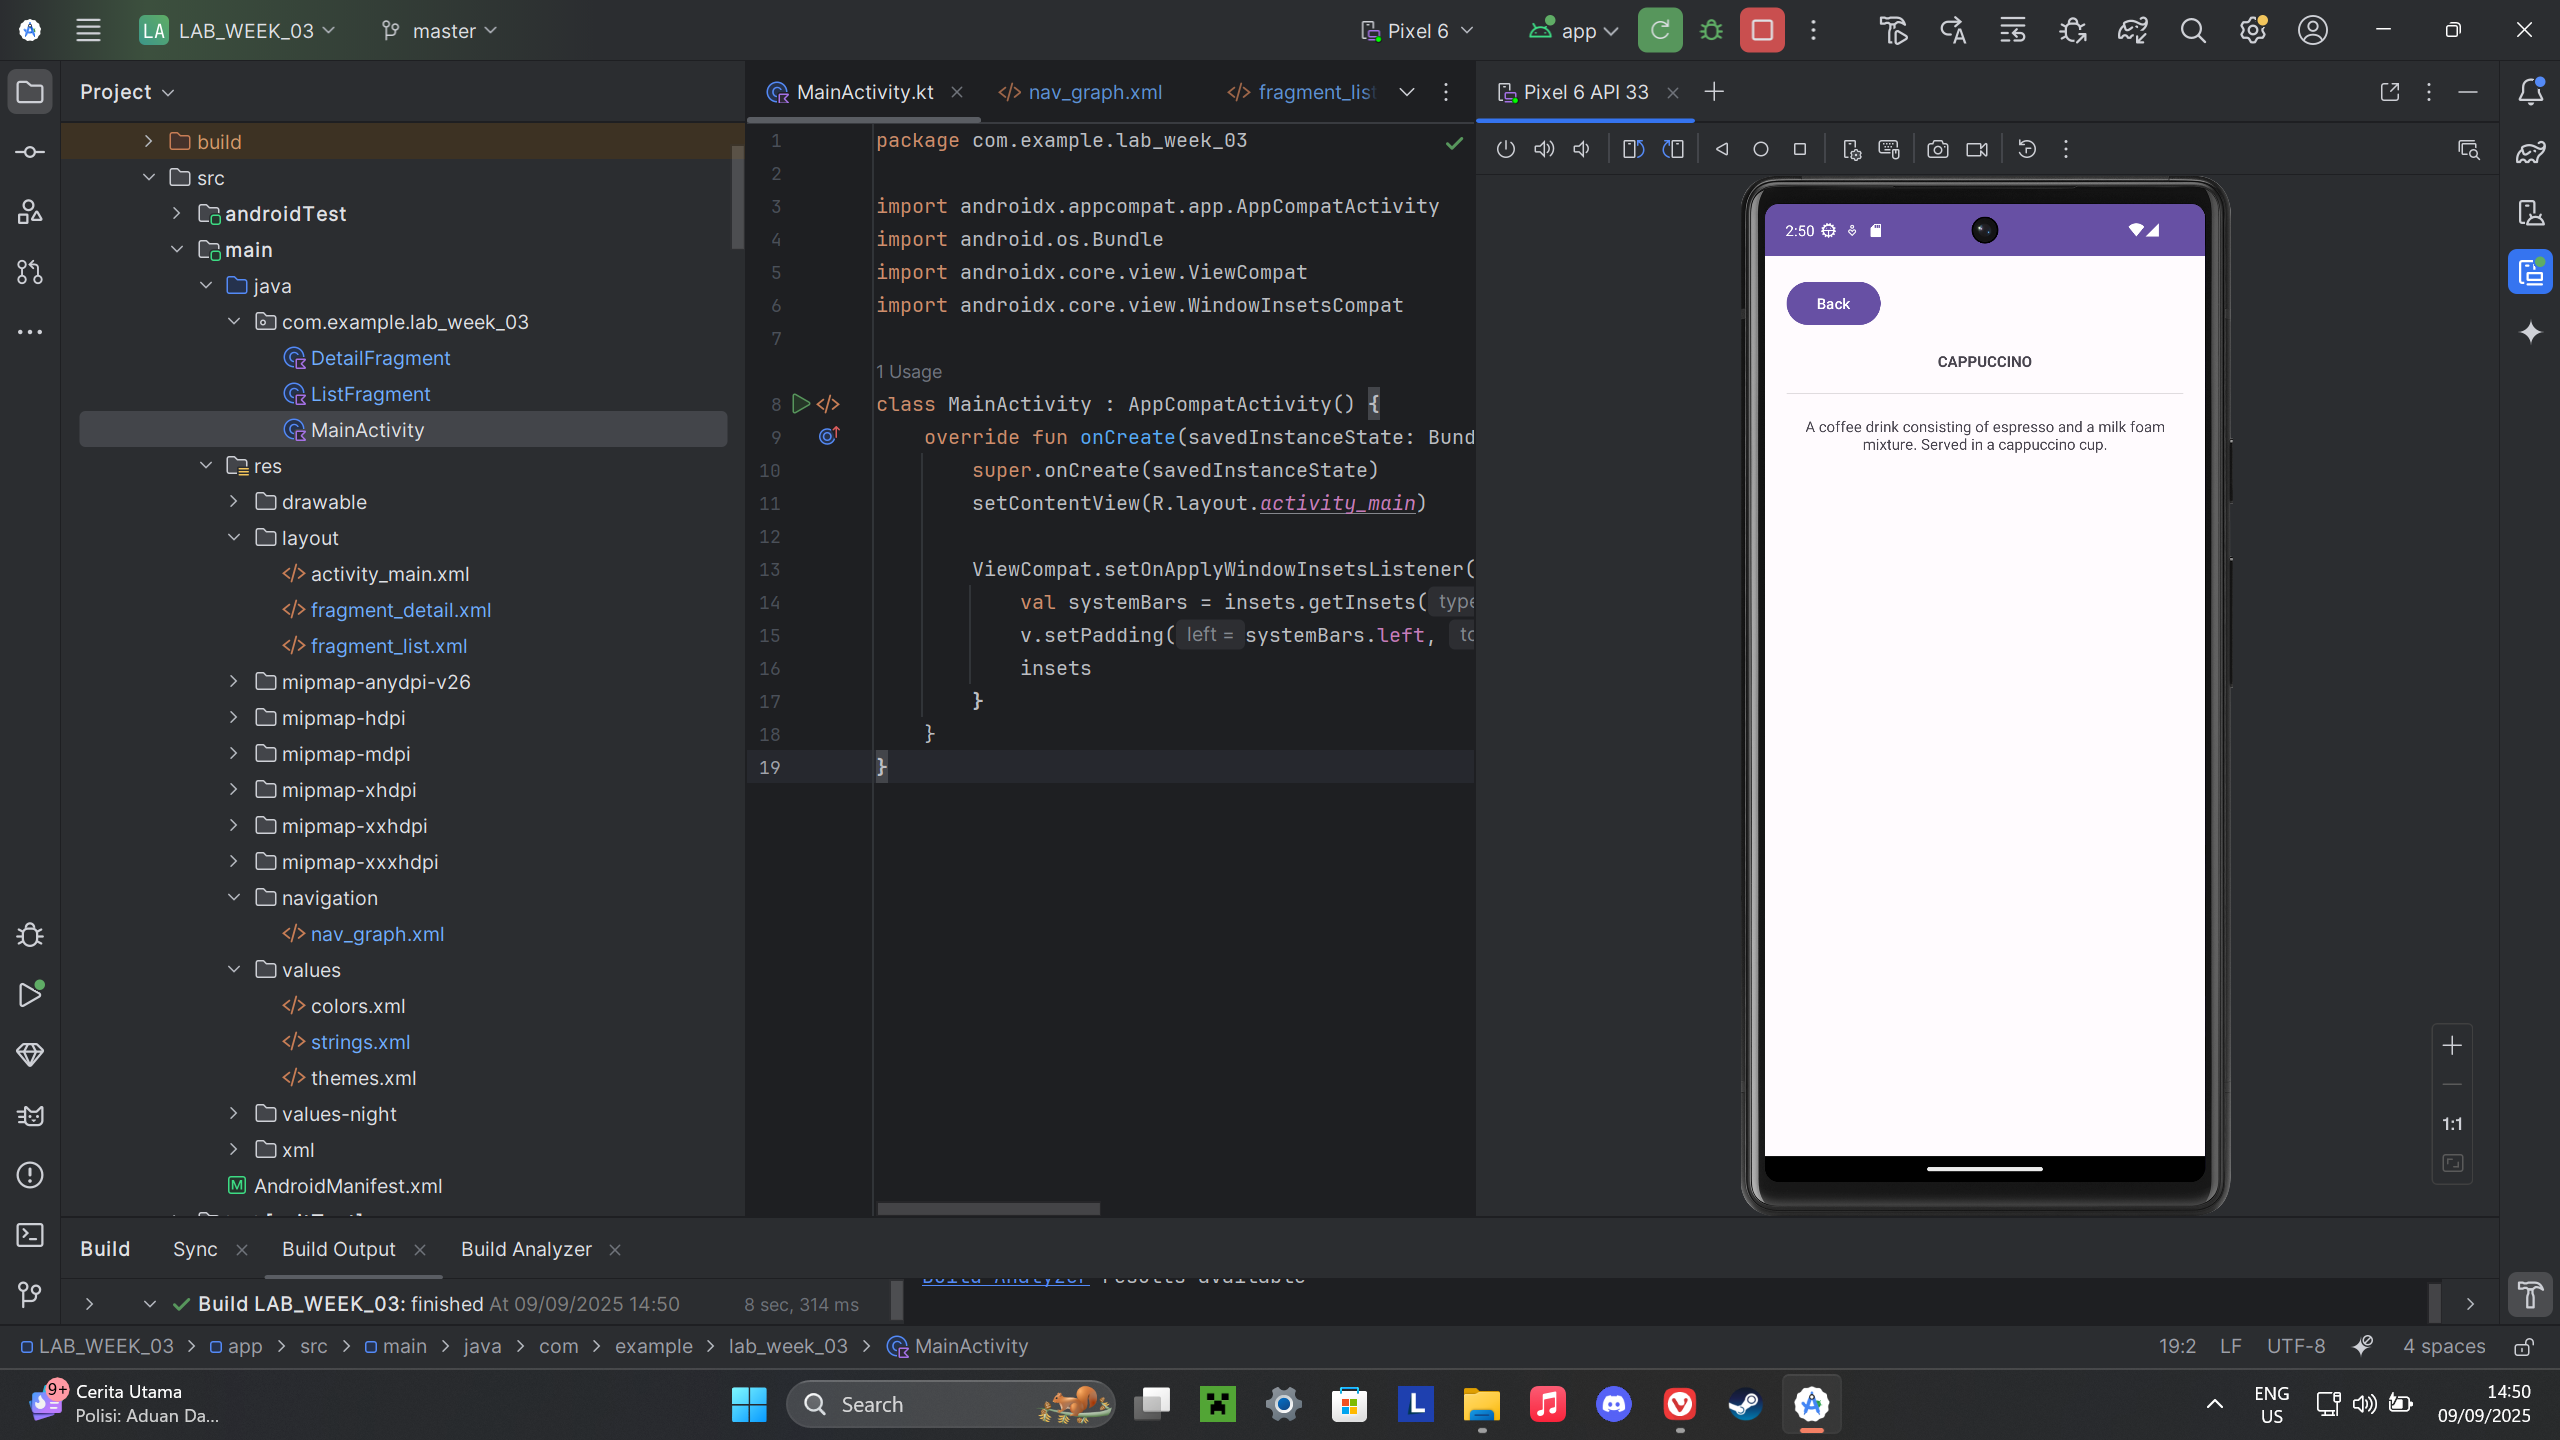 LA LAB_WEEK_03 master Pixel 6 app
Project
build
src
androidTest
main
java
com.example.lab_week_03
DetailFragment
ListFragment
MainActivity
res
drawable
layout
activity_main.xml
fragment_detail.xml
fragment_list.xml
mipmap-anydpi-v26
mipmap-hdpi
mipmap-mdpi
mipmap-xhdpi
mipmap-xxhdpi
mipmap-xxxhdpi
navigation
nav_graph.xml
values
colors.xml
strings.xml
themes.xml
values-night
xml
AndroidManifest.xml
MainActivity.kt nav_graph.xml fragment_list
1 package com.example.lab_week_03
2
3 import androidx.appcompat.app.AppCompatActivity
4 import android.os.Bundle
5 import androidx.core.view.ViewCompat
6 import androidx.core.view.WindowInsetsCompat
7
1 Usage
8 class MainActivity : AppCompatActivity() {
9 override fun onCreate(savedInstanceState: Bund
10 super.onCreate(savedInstanceState)
11 setContentView(R.layout.activity_main)
12
13 ViewCompat.setOnApplyWindowInsetsListener(
14 val systemBars = insets.getInsets( type
15 v.setPadding( left = systemBars.left, to
16 insets
17 }
18 }
19 }
Pixel 6 API 33
2:50
Back
CAPPUCCINO
A coffee drink consisting of espresso and a milk foam
mixture. Served in a cappuccino cup.
1:1
Build Sync Build Output Build Analyzer
Build LAB_WEEK_03: finished At 09/09/2025 14:50 8 sec, 314 ms
Build Analyzer results available
LAB_WEEK_03 app src main java com example lab_week_03 MainActivity
19:2 LF UTF-8 4 spaces
9+ Cerita Utama
Polisi: Aduan Da...
Search
L
ENG
US
14:50
09/09/2025